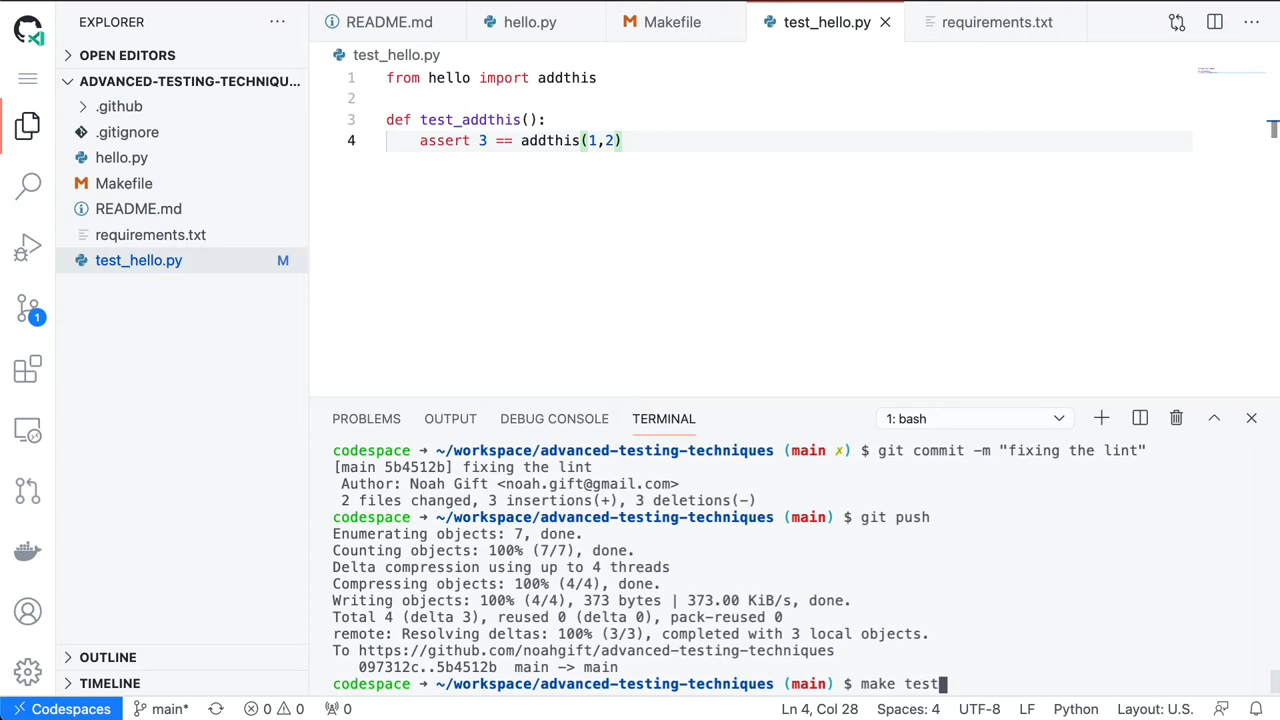 EXPLORER
README.md
hello.py
Makefile
test_hello.py
requirements.txt
OPEN EDITORS
ADVANCED-TESTING-TECHNIQU...
.github
.gitignore
hello.py
Makefile
README.md
requirements.txt
test_hello.py M
1
OUTLINE
TIMELINE
test_hello.py
1 from hello import addthis
2
3 def test_addthis():
4 assert 3 == addthis(1,2)
PROBLEMS OUTPUT DEBUG CONSOLE TERMINAL 1: bash
codespace ➜ ~/workspace/advanced-testing-techniques (main ✗) $ git commit -m "fixing the lint"
[main 5b4512b] fixing the lint
Author: Noah Gift <noah.gift@gmail.com>
2 files changed, 3 insertions(+), 3 deletions(-)
codespace ➜ ~/workspace/advanced-testing-techniques (main) $ git push
Enumerating objects: 7, done.
Counting objects: 100% (7/7), done.
Delta compression using up to 4 threads
Compressing objects: 100% (4/4), done.
Writing objects: 100% (4/4), 373 bytes | 373.00 KiB/s, done.
Total 4 (delta 3), reused 0 (delta 0), pack-reused 0
remote: Resolving deltas: 100% (3/3), completed with 3 local objects.
To https://github.com/noahgift/advanced-testing-techniques
097312c..5b4512b main -> main
codespace ➜ ~/workspace/advanced-testing-techniques (main) $ make test
Codespaces main* 0 0 0 Ln 4, Col 28 Spaces: 4 UTF-8 LF Python Layout: U.S.